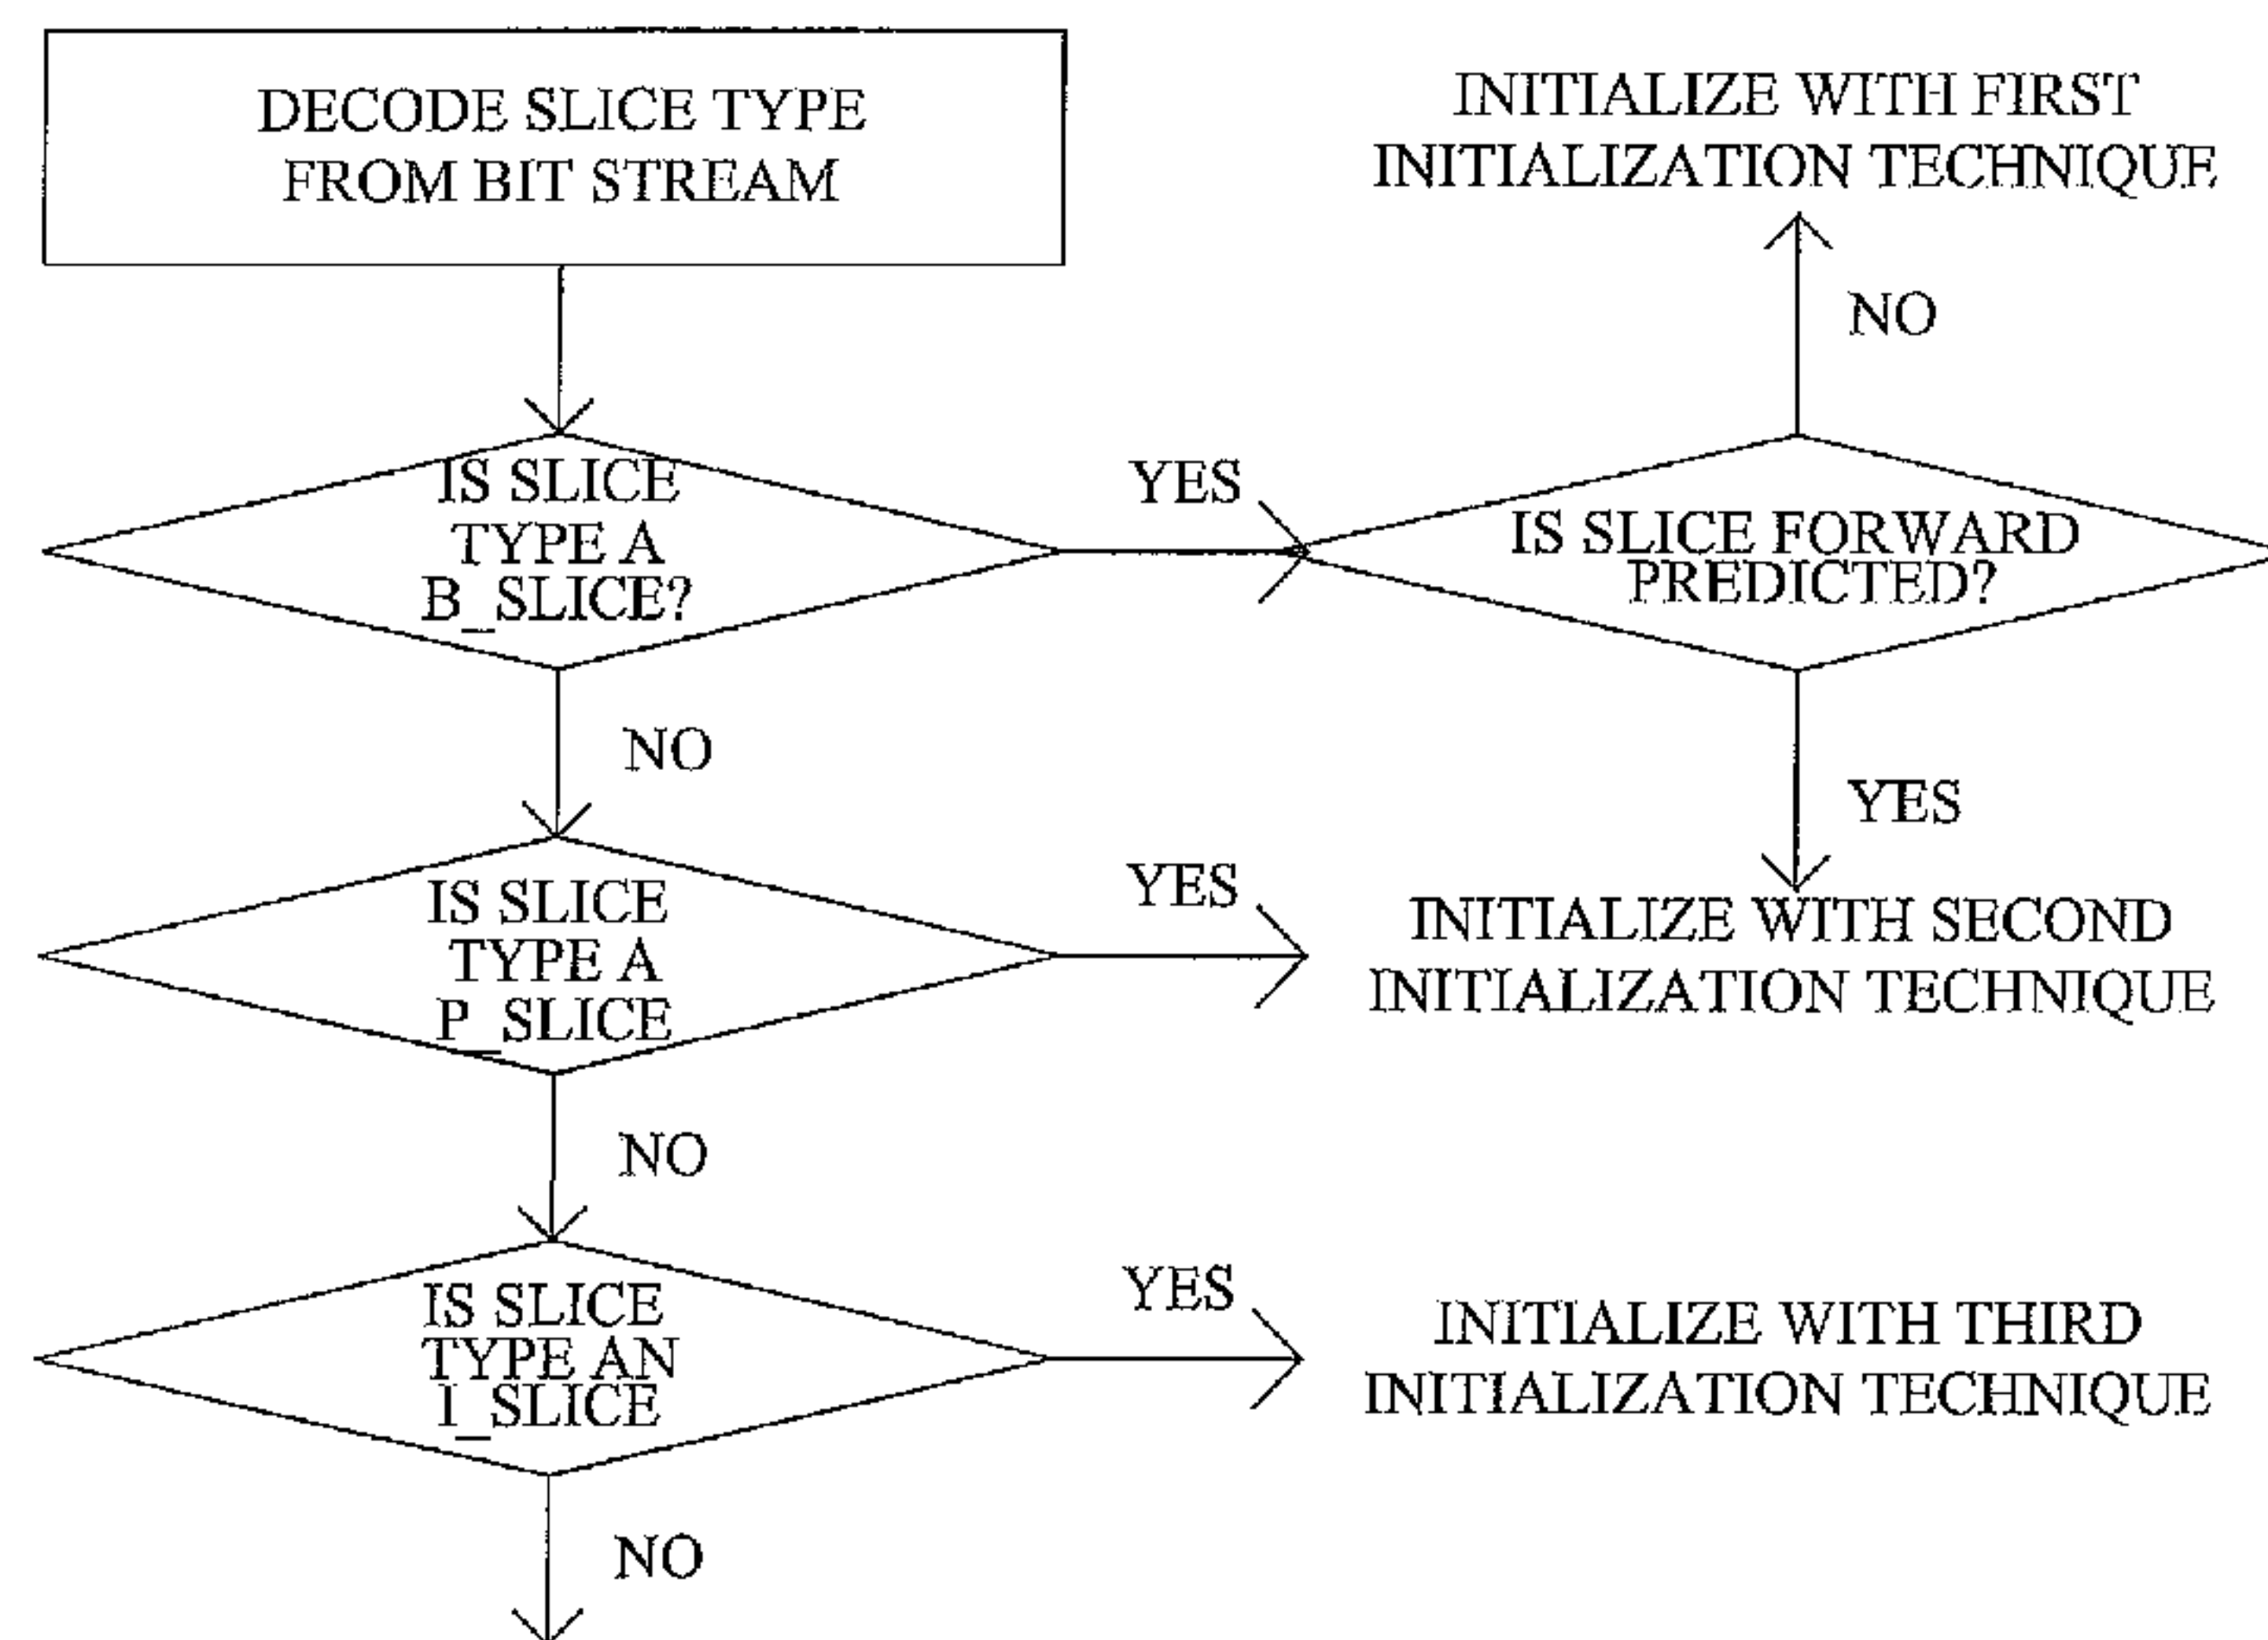 DECODE SLICE TYPE
FROM BIT STREAM
INITIALIZE WITH FIRST
INITIALIZATION TECHNIQUE
NO
IS SLICE
TYPE A
B_SLICE?
YES
IS SLICE FORWARD
PREDICTED?
NO
YES
IS SLICE
TYPE A
P_SLICE
YES
INITIALIZE WITH SECOND
INITIALIZATION TECHNIQUE
NO
IS SLICE
TYPE AN
I_SLICE
YES
INITIALIZE WITH THIRD
INITIALIZATION TECHNIQUE
NO